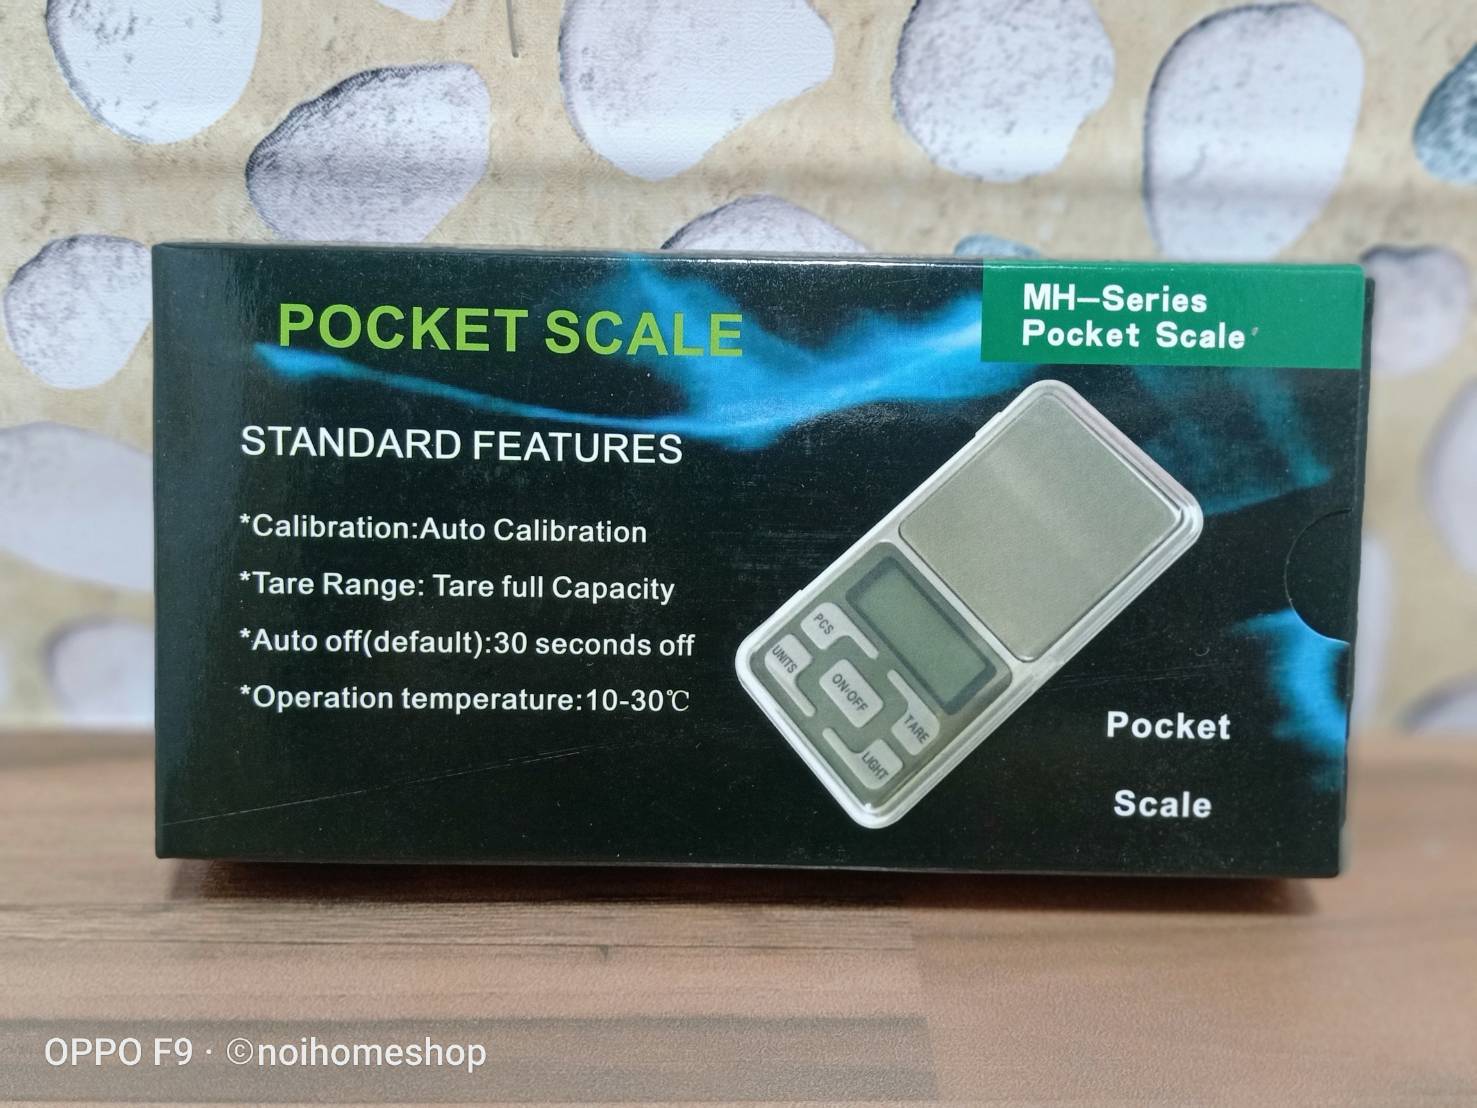 POCKET SCALE
MH-Series
Pocket Scale
STANDARD FEATURES
*Calibration:Auto Calibration
*Tare Range: Tare full Capacity
*Auto off(default):30 seconds off
*Operation temperature:10-30℃
PCS
UNITS
ON·OFF
TARE
LIGHT
Pocket
Scale
OPPO F9 · ©noihomeshop